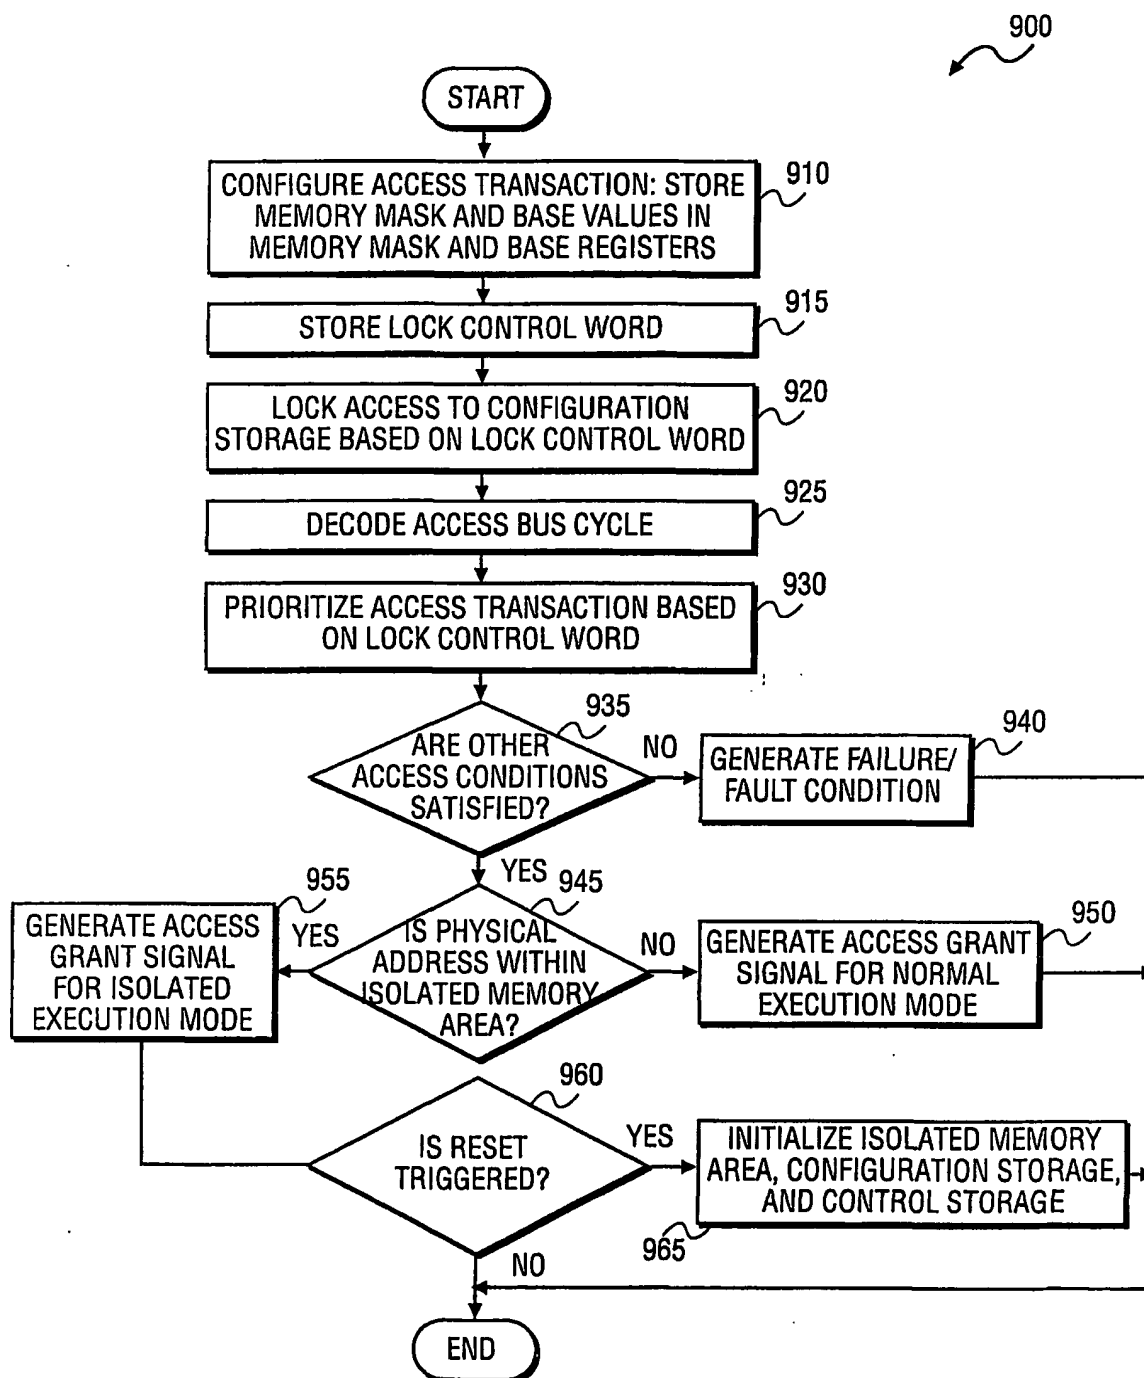 900
START
CONFIGURE ACCESS TRANSACTION: STORE
MEMORY MASK AND BASE VALUES IN
MEMORY MASK AND BASE REGISTERS
910
STORE LOCK CONTROL WORD
915
LOCK ACCESS TO CONFIGURATION
STORAGE BASED ON LOCK CONTROL WORD
920
DECODE ACCESS BUS CYCLE
925
PRIORITIZE ACCESS TRANSACTION BASED
ON LOCK CONTROL WORD
930
ARE OTHER
ACCESS CONDITIONS
SATISFIED?
935
NO
GENERATE FAILURE/
FAULT CONDITION
940
YES
IS PHYSICAL
ADDRESS WITHIN
ISOLATED MEMORY
AREA?
945
NO
GENERATE ACCESS GRANT
SIGNAL FOR NORMAL
EXECUTION MODE
950
YES
GENERATE ACCESS
GRANT SIGNAL
FOR ISOLATED
EXECUTION MODE
955
IS RESET
TRIGGERED?
960
YES
INITIALIZE ISOLATED MEMORY
AREA, CONFIGURATION STORAGE,
AND CONTROL STORAGE
965
NO
END